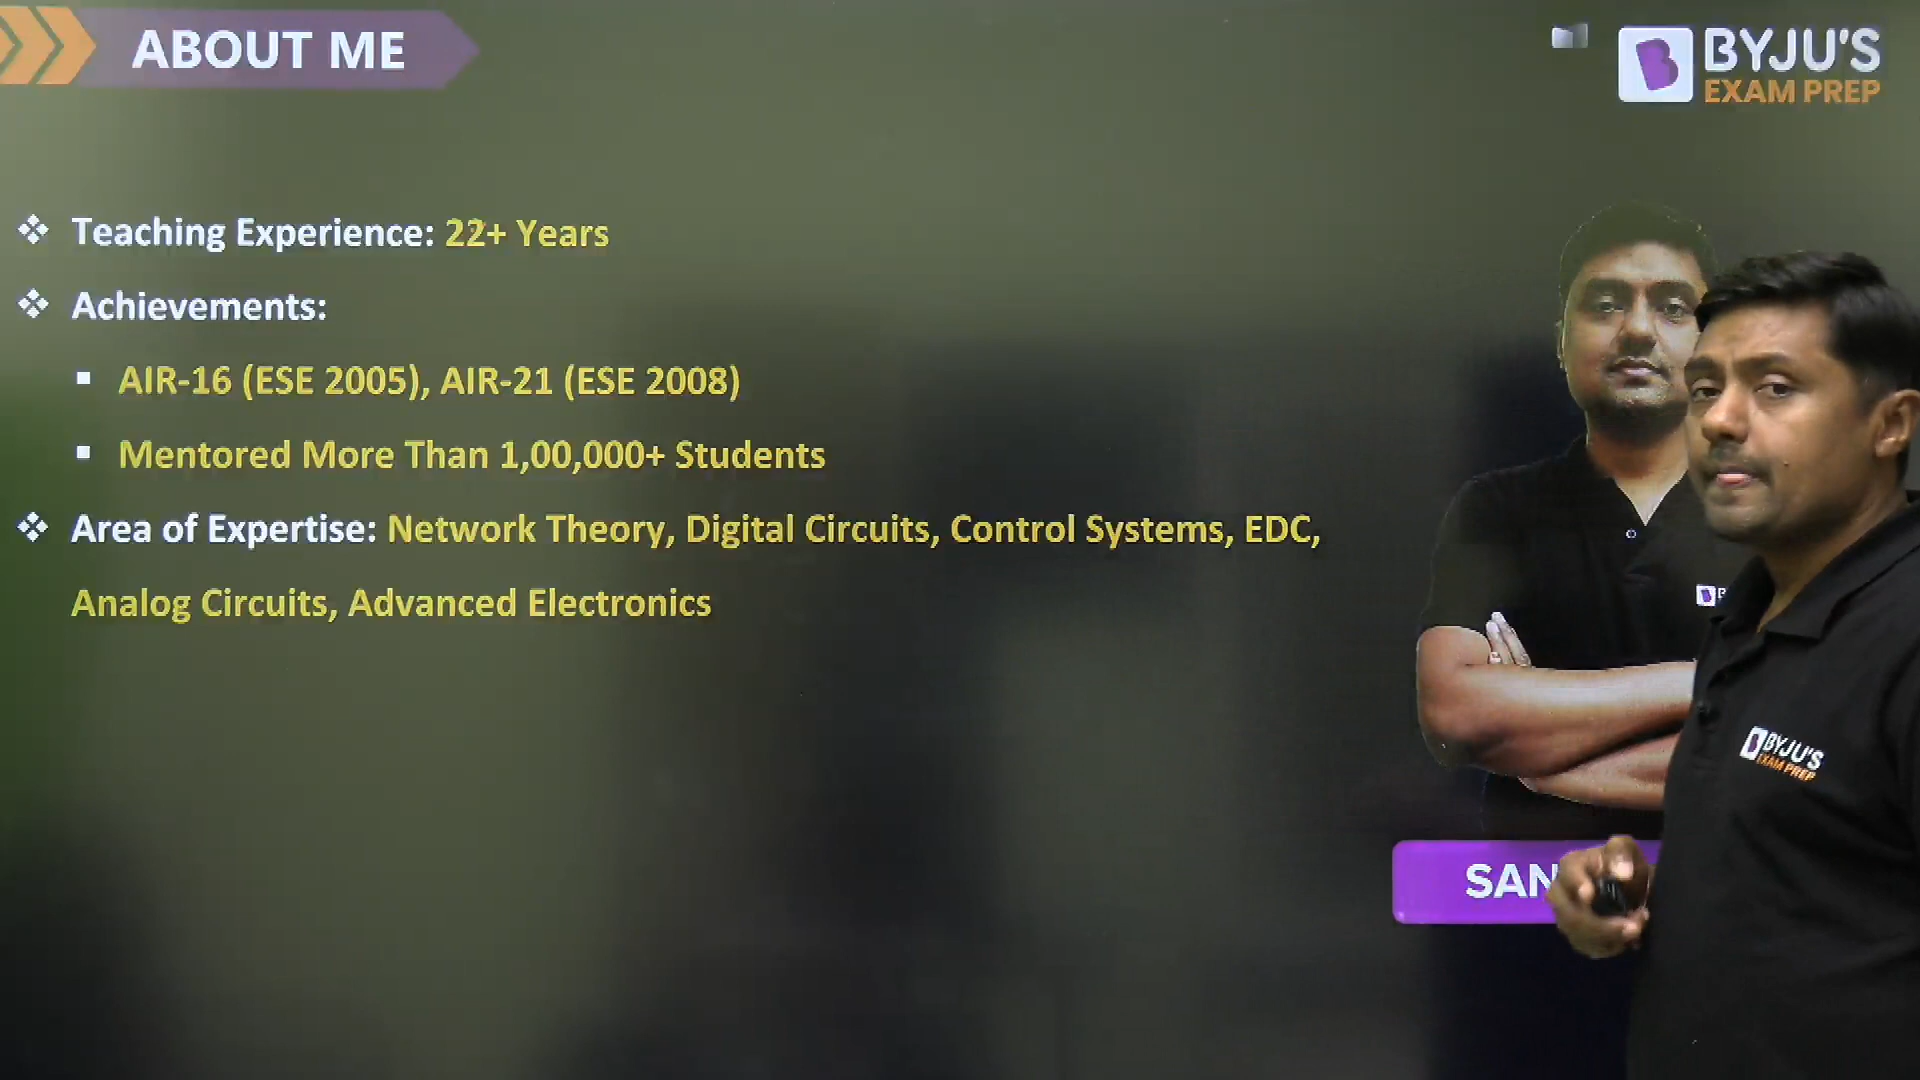 ABOUT ME
BYJU'S
EXAM PREP
❖ Teaching Experience: 22+ Years
❖ Achievements:
▪ AIR-16 (ESE 2005), AIR-21 (ESE 2008)
▪ Mentored More Than 1,00,000+ Students
❖ Area of Expertise: Network Theory, Digital Circuits, Control Systems, EDC,
Analog Circuits, Advanced Electronics
BYJU'S
EXAM PREP